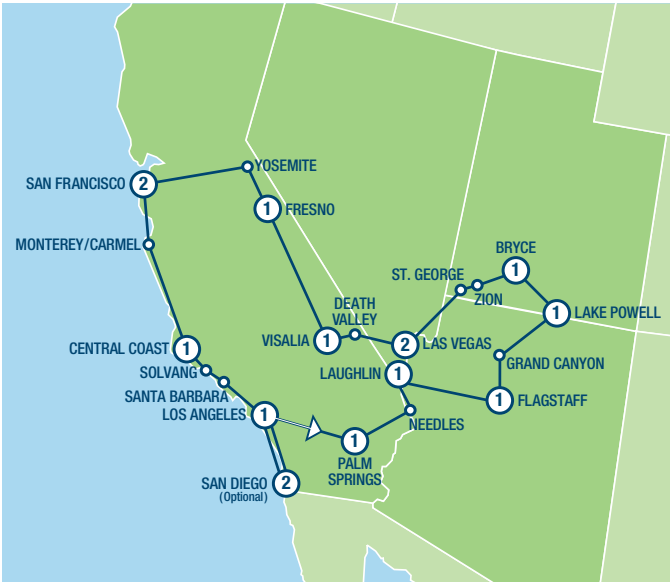 YOSEMITE
SAN FRANCISCO
2
1
FRESNO
MONTEREY/CARMEL
BRYCE
1
ST. GEORGE
ZION
DEATH
VALLEY
1
LAKE POWELL
VISALIA
1
2
LAS VEGAS
CENTRAL COAST
1
GRAND CANYON
SOLVANG
LAUGHLIN
1
SANTA BARBARA
1
FLAGSTAFF
LOS ANGELES
1
NEEDLES
1
PALM
SPRINGS
SAN DIEGO
(Optional)
2